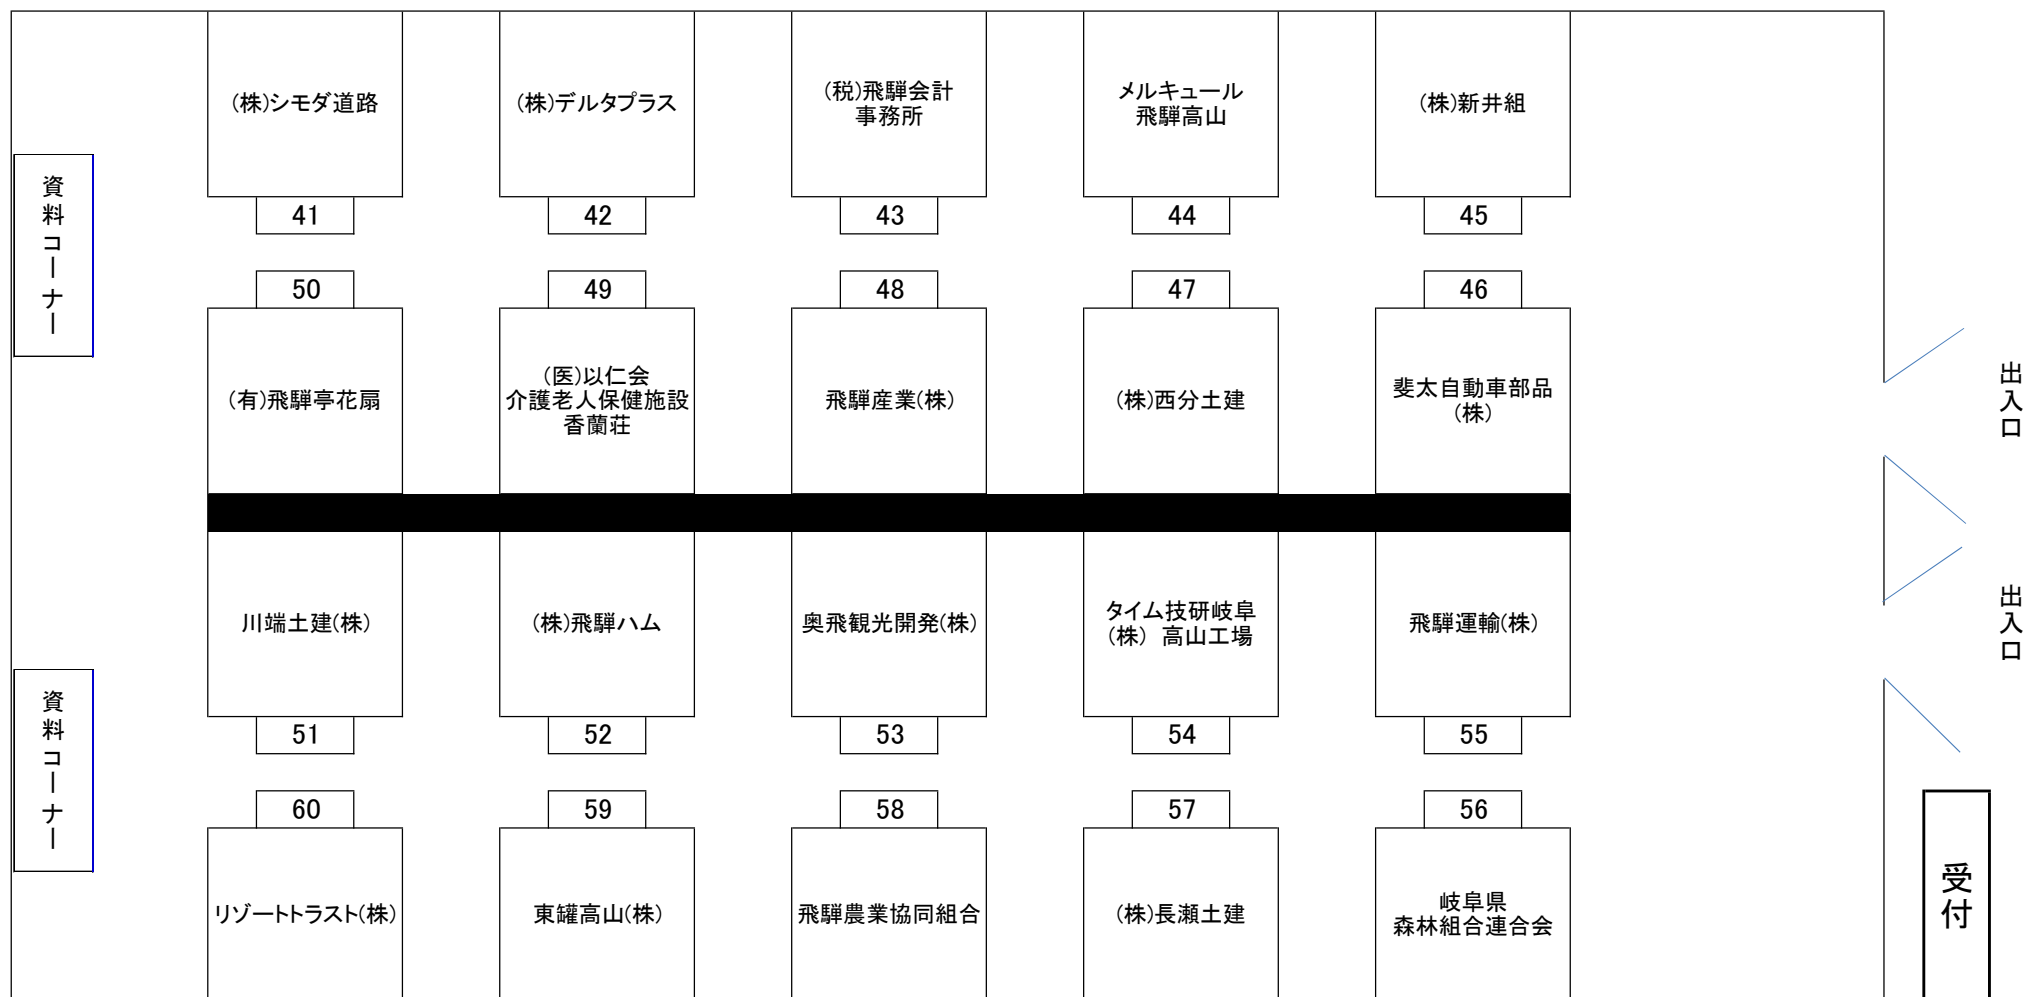 (株)シモダ道路
(株)デルタプラス
(税)飛騨会計
事務所
メルキュール
飛騨高山
(株)新井組
41
42
43
44
45
資料コーナー
50
49
48
47
46
(有)飛騨亭花扇
(医)以仁会
介護老人保健施設
香蘭荘
飛騨産業(株)
(株)西分土建
斐太自動車部品
(株)
出入口
川端土建(株)
(株)飛騨ハム
奥飛観光開発(株)
タイム技研岐阜
(株) 高山工場
飛騨運輸(株)
出入口
51
52
53
54
55
資料コーナー
60
59
58
57
56
リゾートトラスト(株)
東罐高山(株)
飛騨農業協同組合
(株)長瀬土建
岐阜県
森林組合連合会
受付